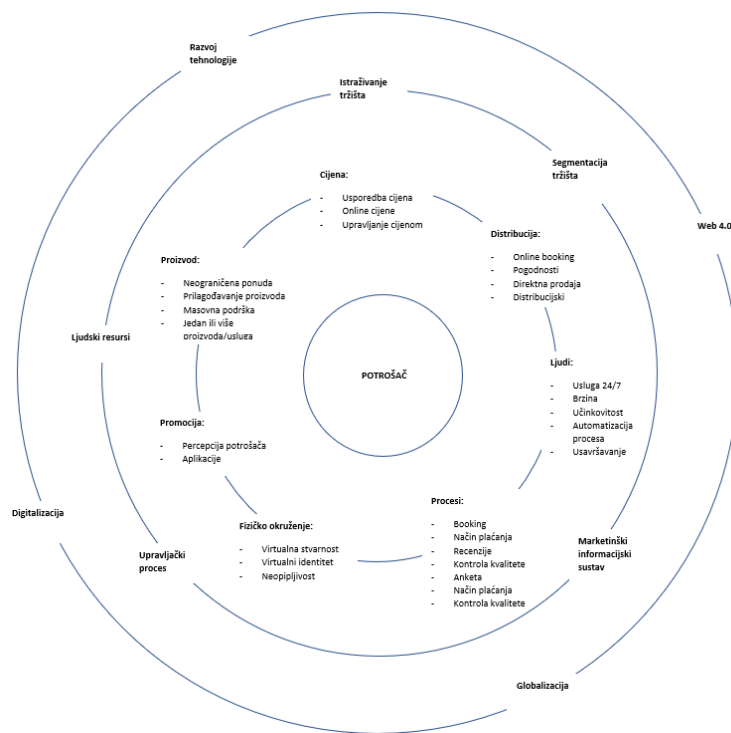 Razvoj
tehnologije
Istraživanje
tržišta
Segmentacija
tržišta
Web 4.0
Cijena:
- Usporedba cijena
- Online cijene
- Upravljanje cijenom
Distribucija:
- Online booking
- Pogodnosti
- Direktna prodaja
- Distribucijski
Proizvod:
- Neograničena ponuda
- Prilagođavanje proizvoda
- Masovna podrška
- Jedan ili više
proizvoda/usluga
Ljudski resursi
POTROŠAČ
Ljudi:
- Usluga 24/7
- Brzina
- Učinkovitost
- Automatizacija
procesa
- Usavršavanje
Promocija:
- Percepcija potrošača
- Aplikacije
Digitalizacija
Procesi:
- Booking
- Način plaćanja
- Recenzije
- Kontrola kvalitete
- Anketa
- Način plaćanja
- Kontrola kvalitete
Fizičko okruženje:
- Virtualna stvarnost
- Virtualni identitet
- Neopipljivost
Upravljački
proces
Marketinški
informacijski
sustav
Globalizacija